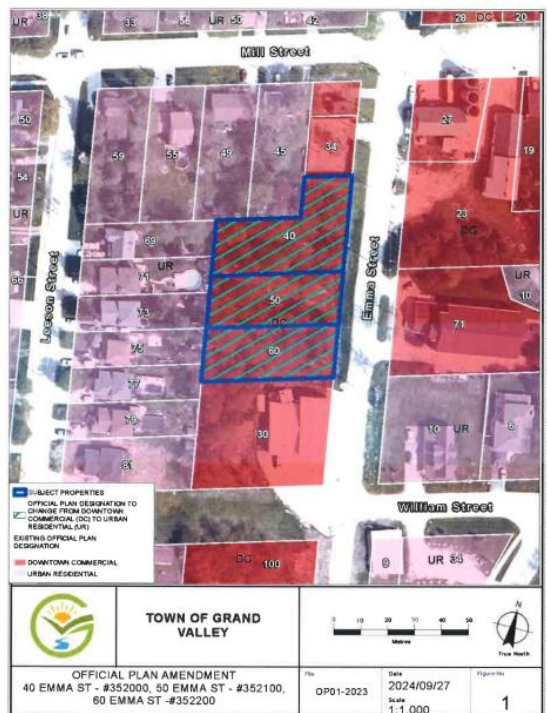 UR 38
33
56
UR 50
42
28 DC 20
Mill Street
50
59
55
49
45
34
27
19
54
UR
23
DC
69
40
UR
71
UR
10
Leeson Street
Emma Street
66
73
50
DC
71
75
60
77
79
30
10 UR
6
81
William Street
SUBJECT PROPERTIES
OFFICIAL PLAN DESIGNATION TO
CHANGE FROM DOWNTOWN
COMMERCIAL (DC) TO URBAN
RESIDENTIAL (UR)
EXISTING OFFICIAL PLAN
DESIGNATION
DOWNTOWN COMMERCIAL
URBAN RESIDENTIAL
DC
100
9
UR 34
TOWN OF GRAND
VALLEY
0 10 20 30 40 50
Metres
N
True North
OFFICIAL PLAN AMENDMENT
40 EMMA ST - #352000, 50 EMMA ST - #352100,
60 EMMA ST -#352200
File
OP01-2023
Date
2024/09/27
Scale
1:1,000
Figure No
1